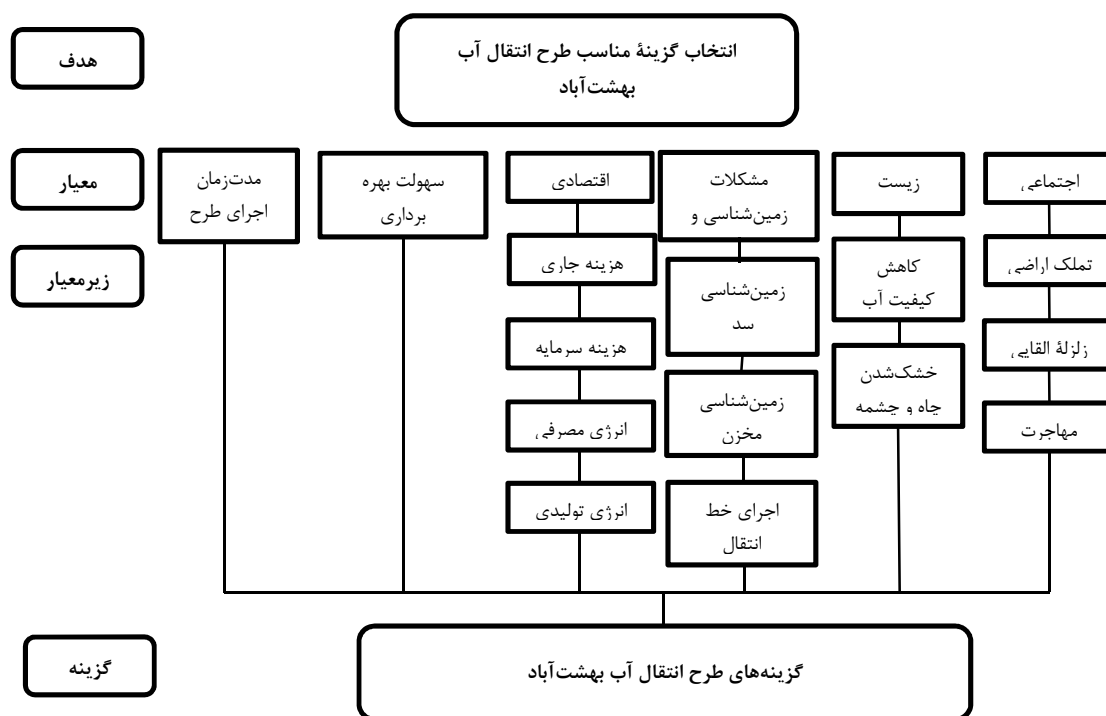 هدف
انتخاب گزینۀ مناسب طرح انتقال آب
بهشت‌آباد
معیار
اجتماعی
زیست
مشکلات
زمین‌شناسی و
اقتصادی
سهولت بهره
برداری
مدت‌زمان
اجرای طرح
زیرمعیار
تملک اراضی
زلزلۀ القایی
مهاجرت
کاهش
کیفیت آب
خشک‌شدن
چاه و چشمه
زمین‌شناسی
سد
زمین‌شناسی
مخزن
اجرای خط
انتقال
هزینه جاری
هزینه سرمایه
انرژی مصرفی
انرژی تولیدی
گزینه
گزینه‌های طرح انتقال آب بهشت‌آباد